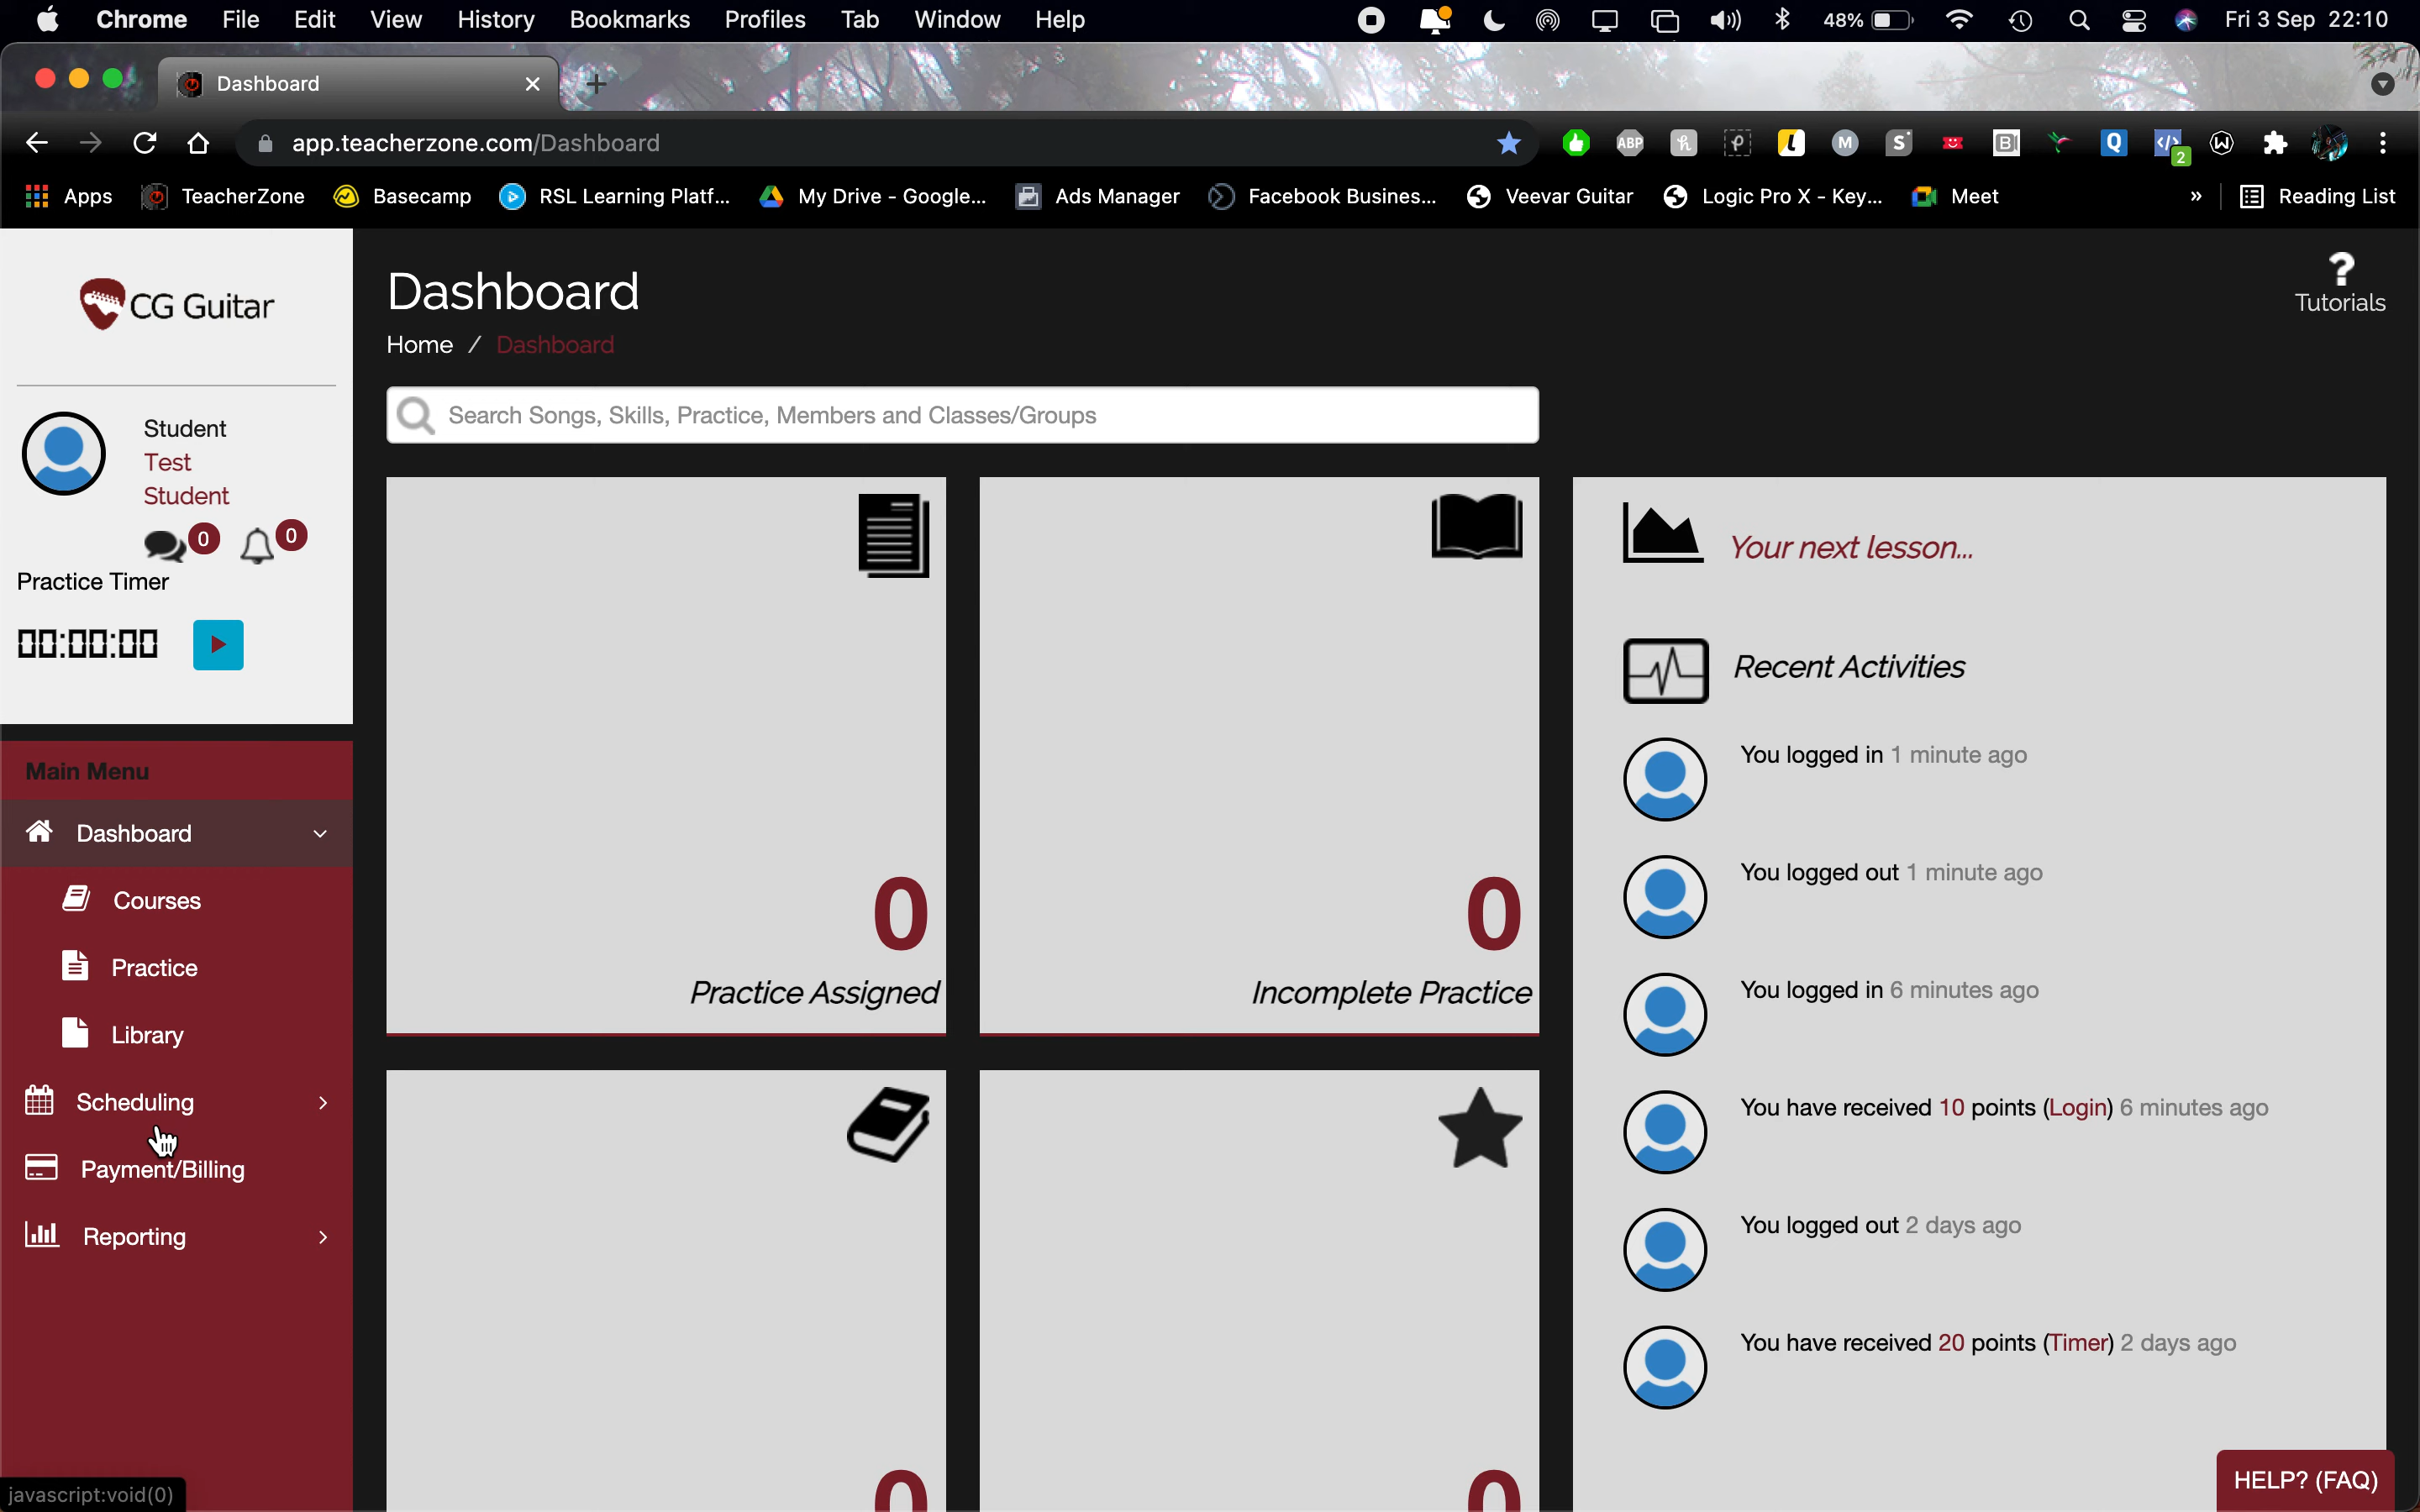 Chrome File Edit View History Bookmarks Profiles Tab Window Help 48% Fri 3 Sep 22:10
Dashboard
app.teacherzone.com/Dashboard
ABP
M
S
B
Q
2
Apps TeacherZone Basecamp RSL Learning Platf... My Drive - Google... Ads Manager Facebook Busines... Veevar Guitar Logic Pro X - Key... Meet » Reading List
CG Guitar
Student
Test
Student
0 0
Practice Timer
00:00:00
Main Menu
Dashboard
Courses
Practice
Library
Scheduling
Payment/Billing
Reporting
javascript:void(0)
Dashboard
Home / Dashboard
? Tutorials
Search Songs, Skills, Practice, Members and Classes/Groups
0
Practice Assigned
0
Incomplete Practice
0
0
Your next lesson...
Recent Activities
You logged in 1 minute ago
You logged out 1 minute ago
You logged in 6 minutes ago
You have received 10 points (Login) 6 minutes ago
You logged out 2 days ago
You have received 20 points (Timer) 2 days ago
HELP? (FAQ)